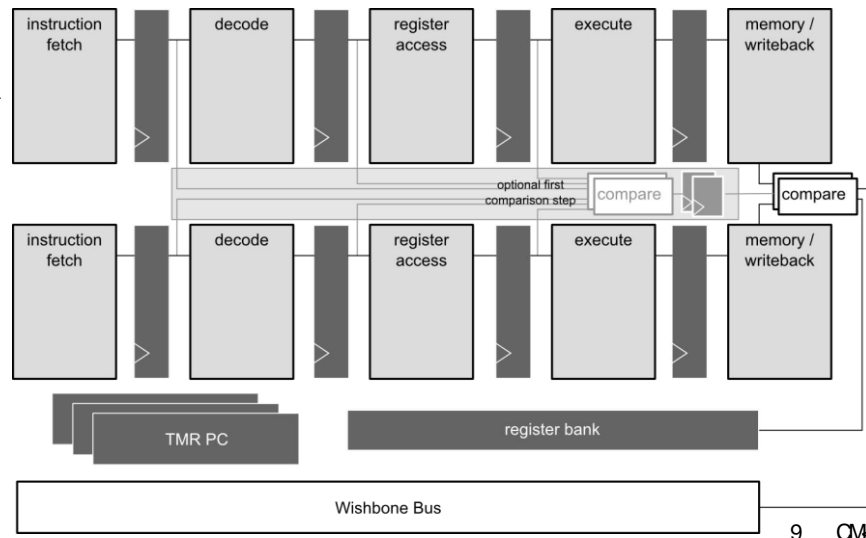 instruction
fetch
decode
register
access
execute
memory /
writeback
optional first
comparison step
compare
compare
instruction
fetch
decode
register
access
execute
memory /
writeback
TMR PC
register bank
Wishbone Bus
9